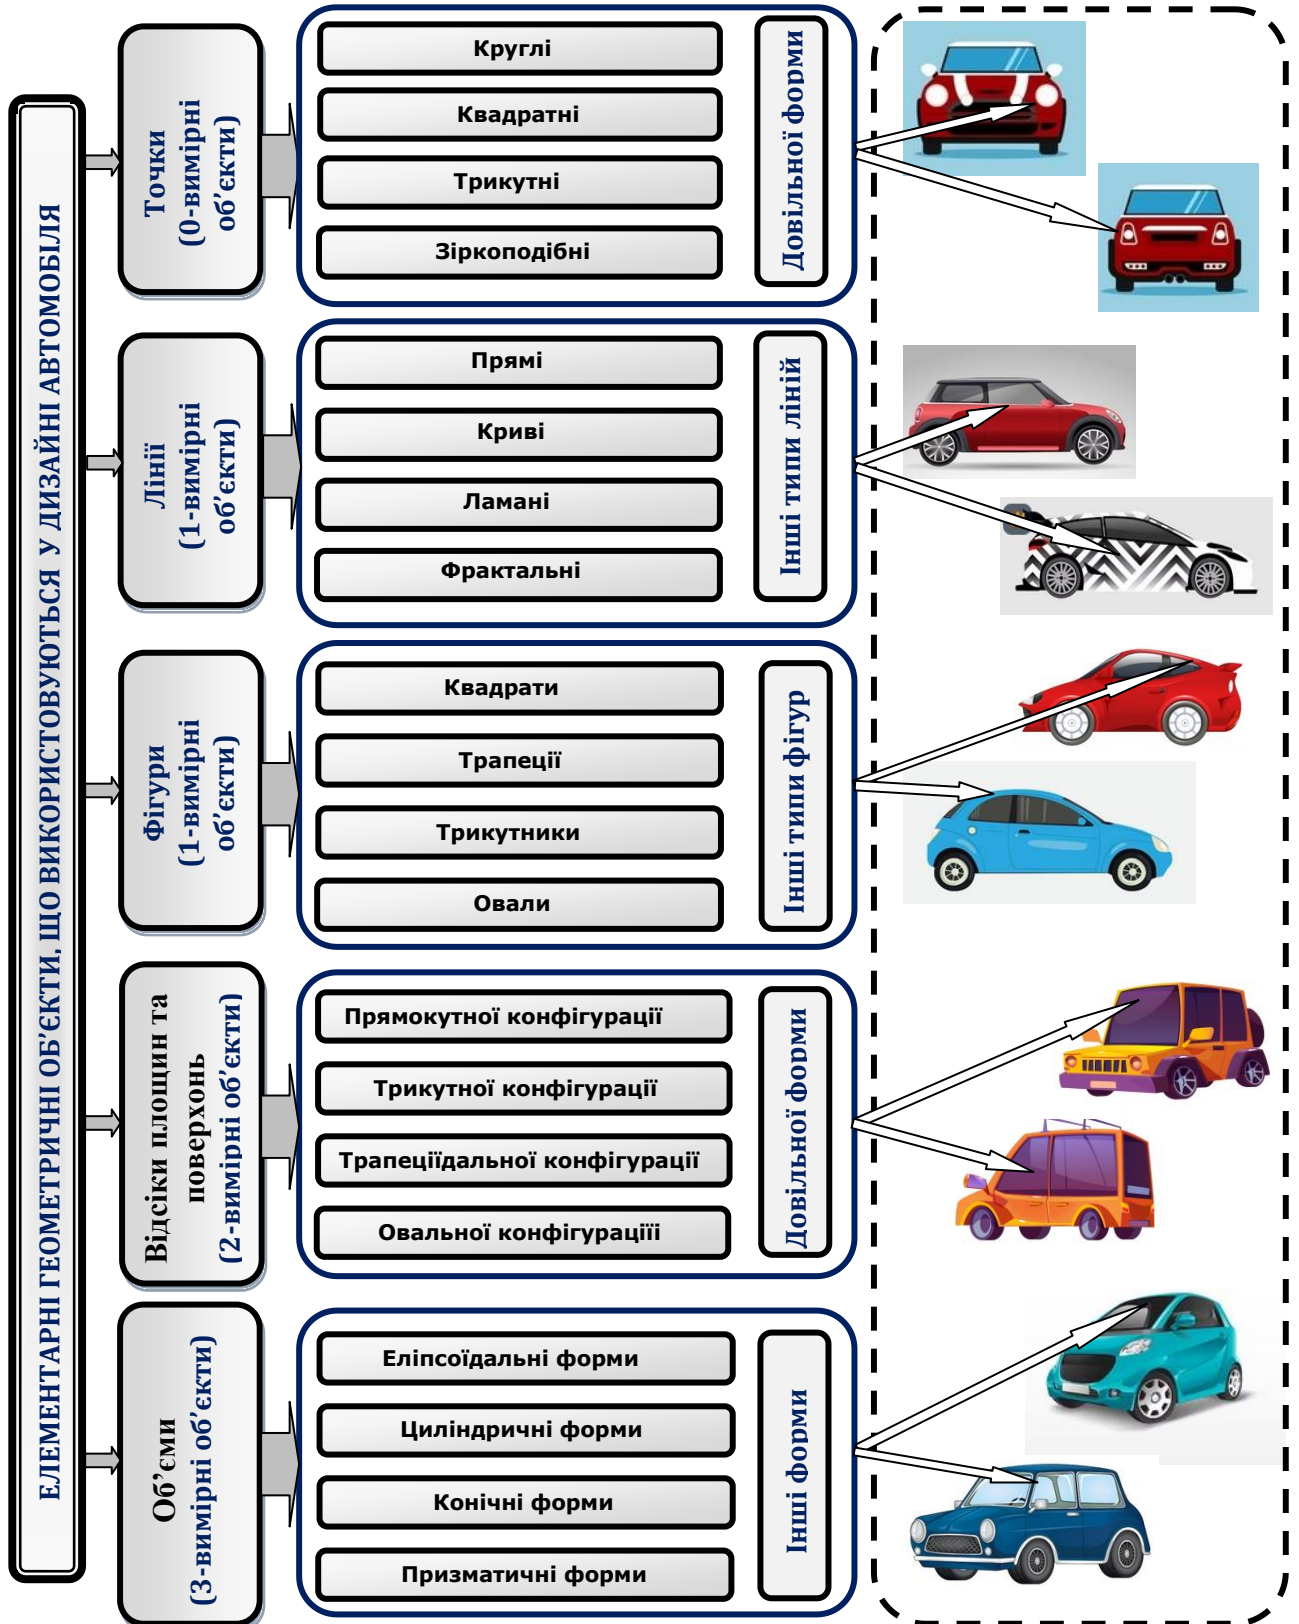 ЕЛЕМЕНТАРНІ ГЕОМЕТРИЧНІ ОБ’ЄКТИ, ЩО ВИКОРИСТОВУЮТЬСЯ У ДИЗАЙНІ АВТОМОБІЛЯ
Точки
(0-вимірні
об’єкти)
Круглі
Квадратні
Трикутні
Зіркоподібні
Довільної форми
Лінії
(1-вимірні
об’єкти)
Прямі
Криві
Ламані
Фрактальні
Інші типи ліній
Фігури
(1-вимірні
об’єкти)
Квадрати
Трапеції
Трикутники
Овали
Інші типи фігур
Відсіки площин та
поверхонь
(2-вимірні об’єкти)
Прямокутної конфігурації
Трикутної конфігурації
Трапеціїдальної конфігурації
Овальної конфігураціїї
Довільної форми
Об’єми
(3-вимірні об’єкти)
Еліпсоїдальні форми
Циліндричні форми
Конічні форми
Призматичні форми
Інші форми